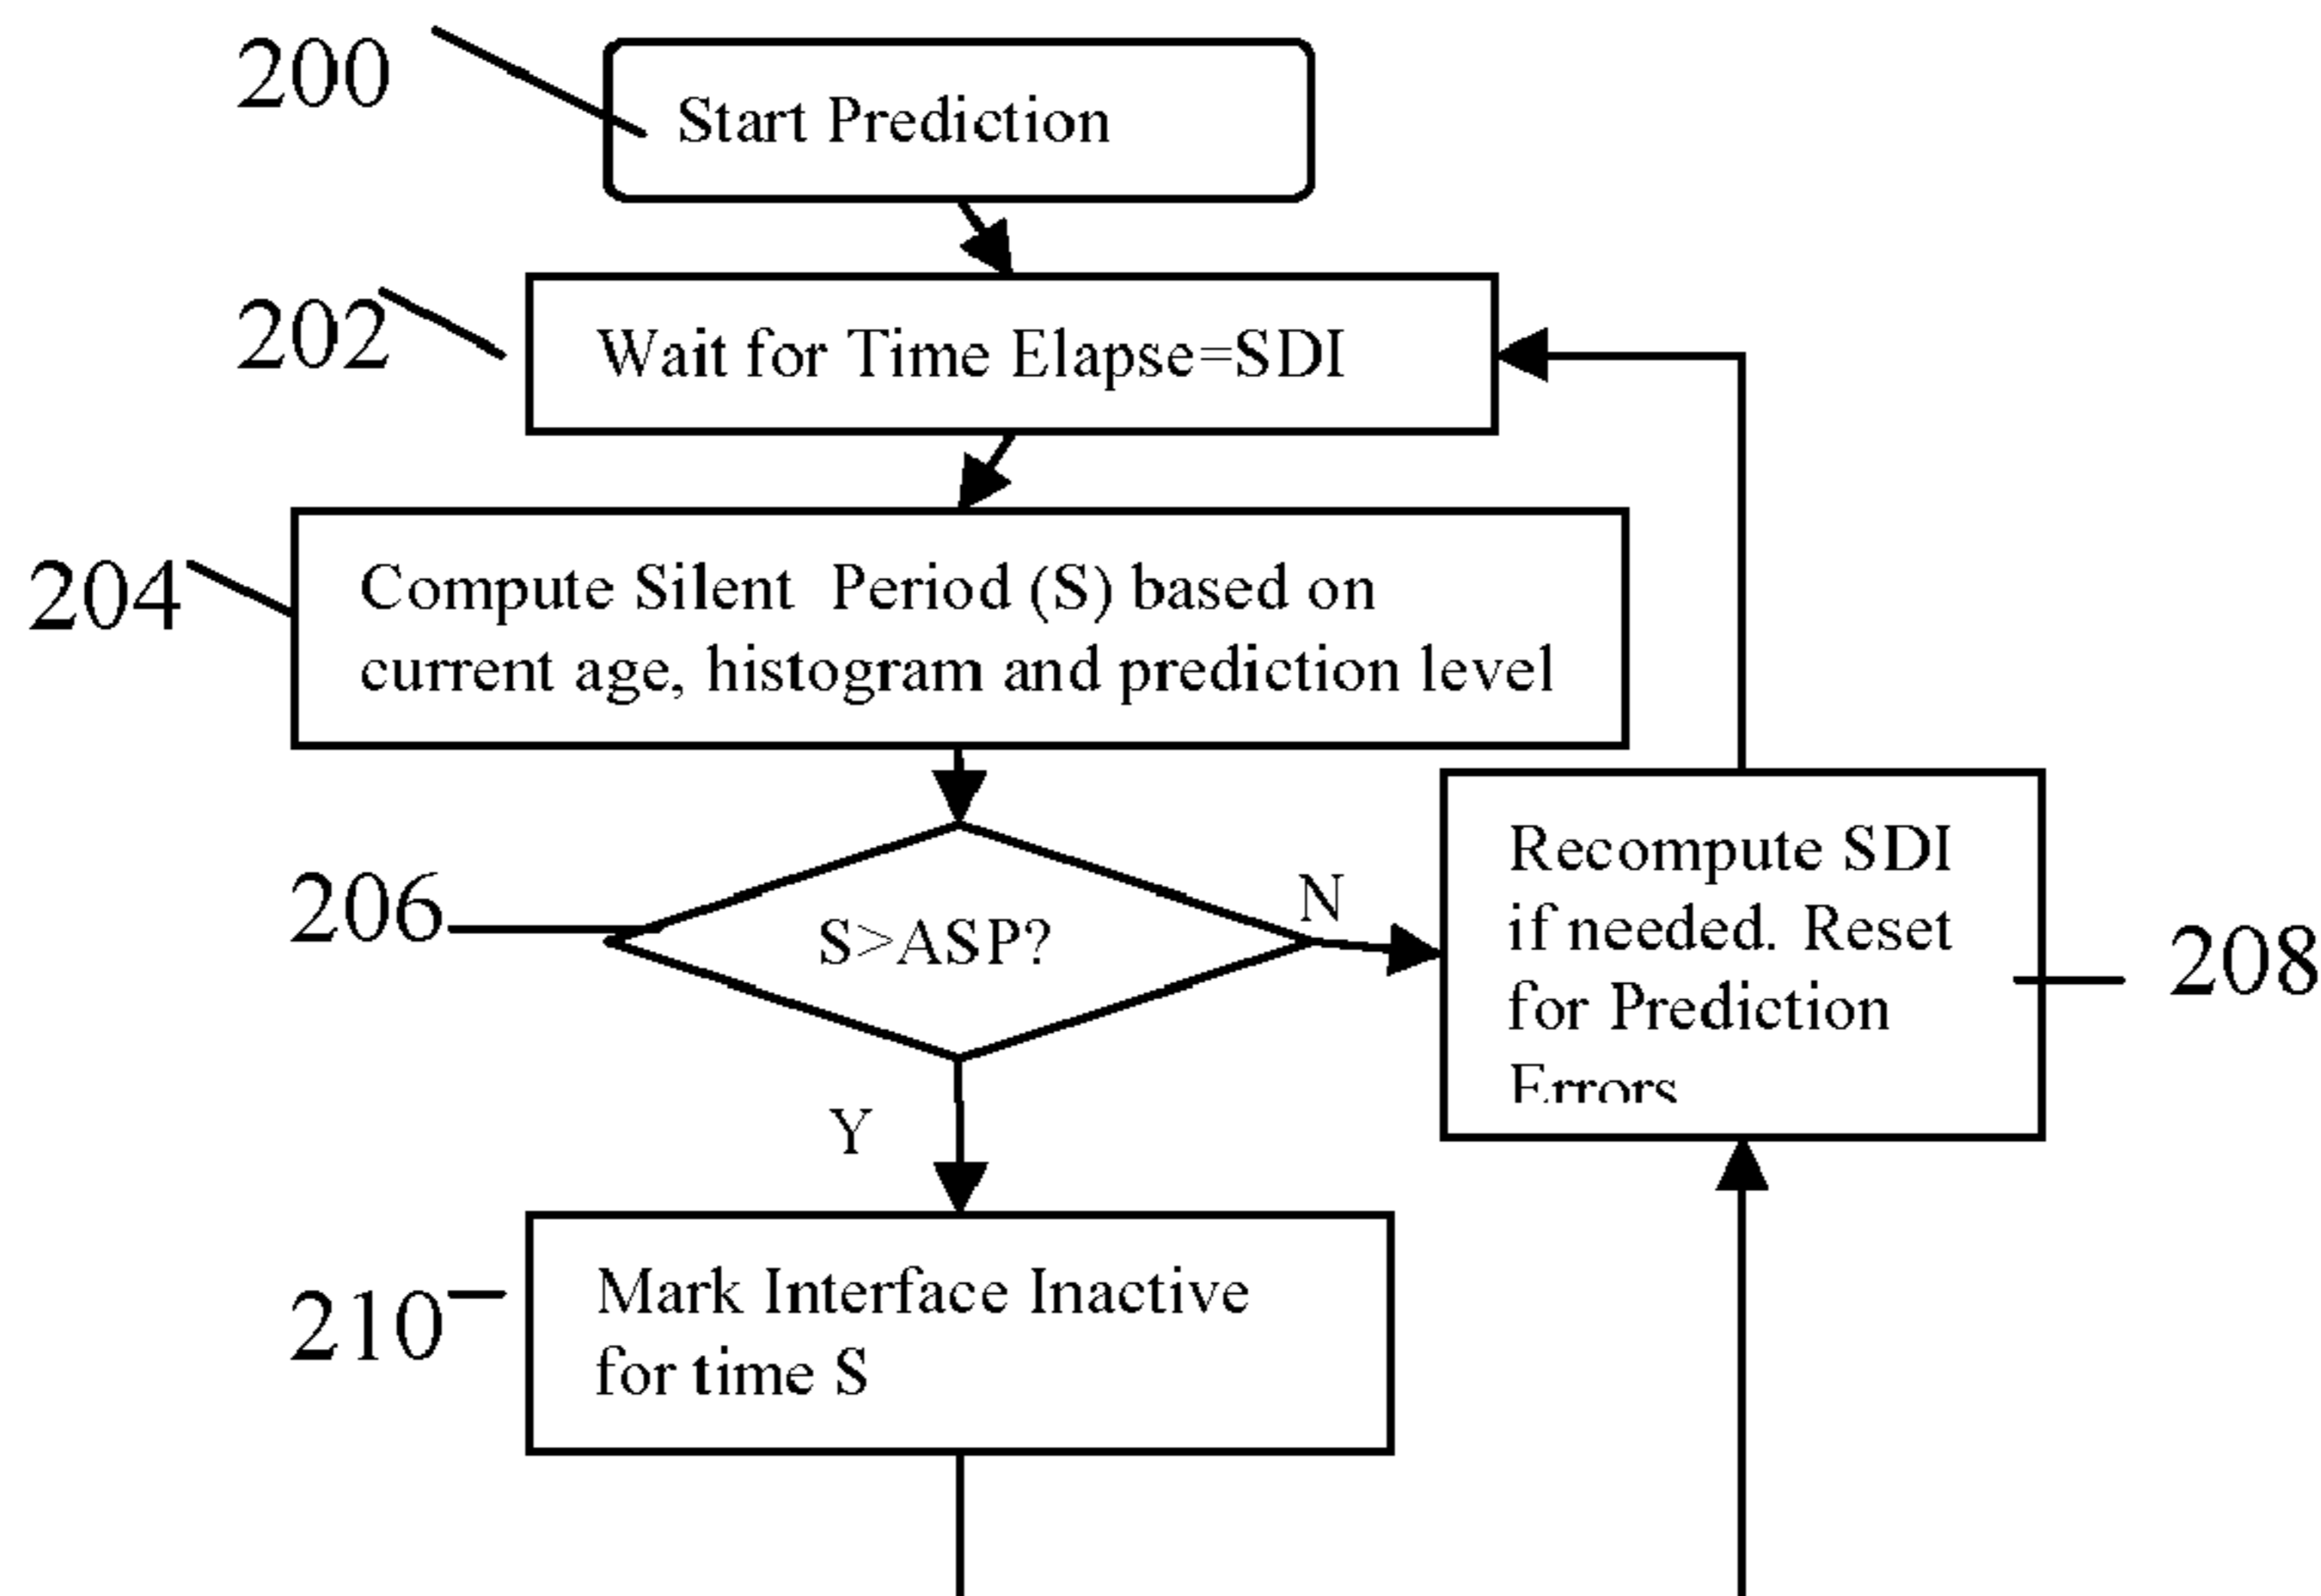 200
Start Prediction
202
Wait for Time Elapse=SDI
204
Compute Silent Period (S) based on
current age, histogram and prediction level
206
S>ASP?
N
Recompute SDI
if needed. Reset
for Prediction
Errors
208
Y
210
Mark Interface Inactive
for time S